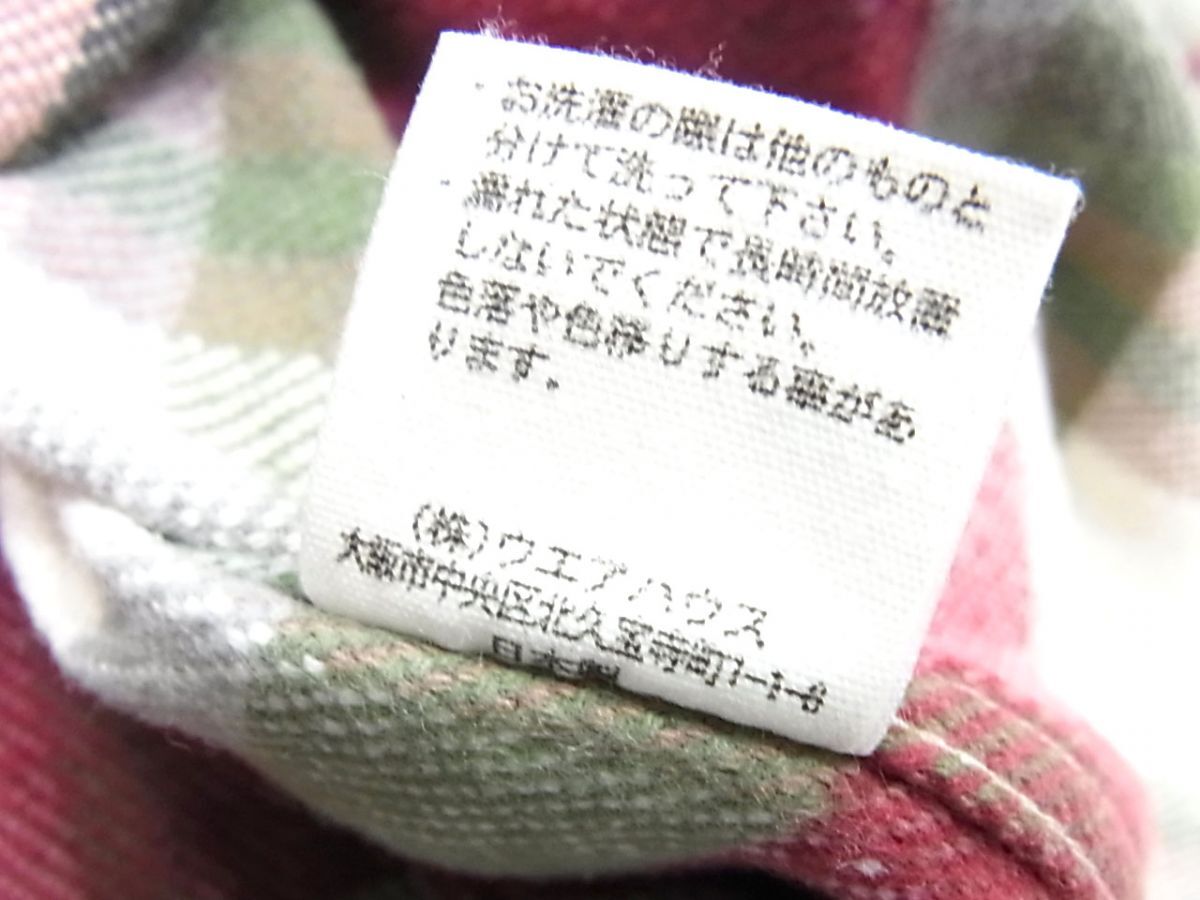 ・お洗濯の際は他のものと
分けて洗って下さい。
・濡れた状態で長時間放置
しないでください。
色落や色移りする事があ
ります。
(株)ウエアハウス
大阪市中央区北久宝寺町1-1-8
日本製